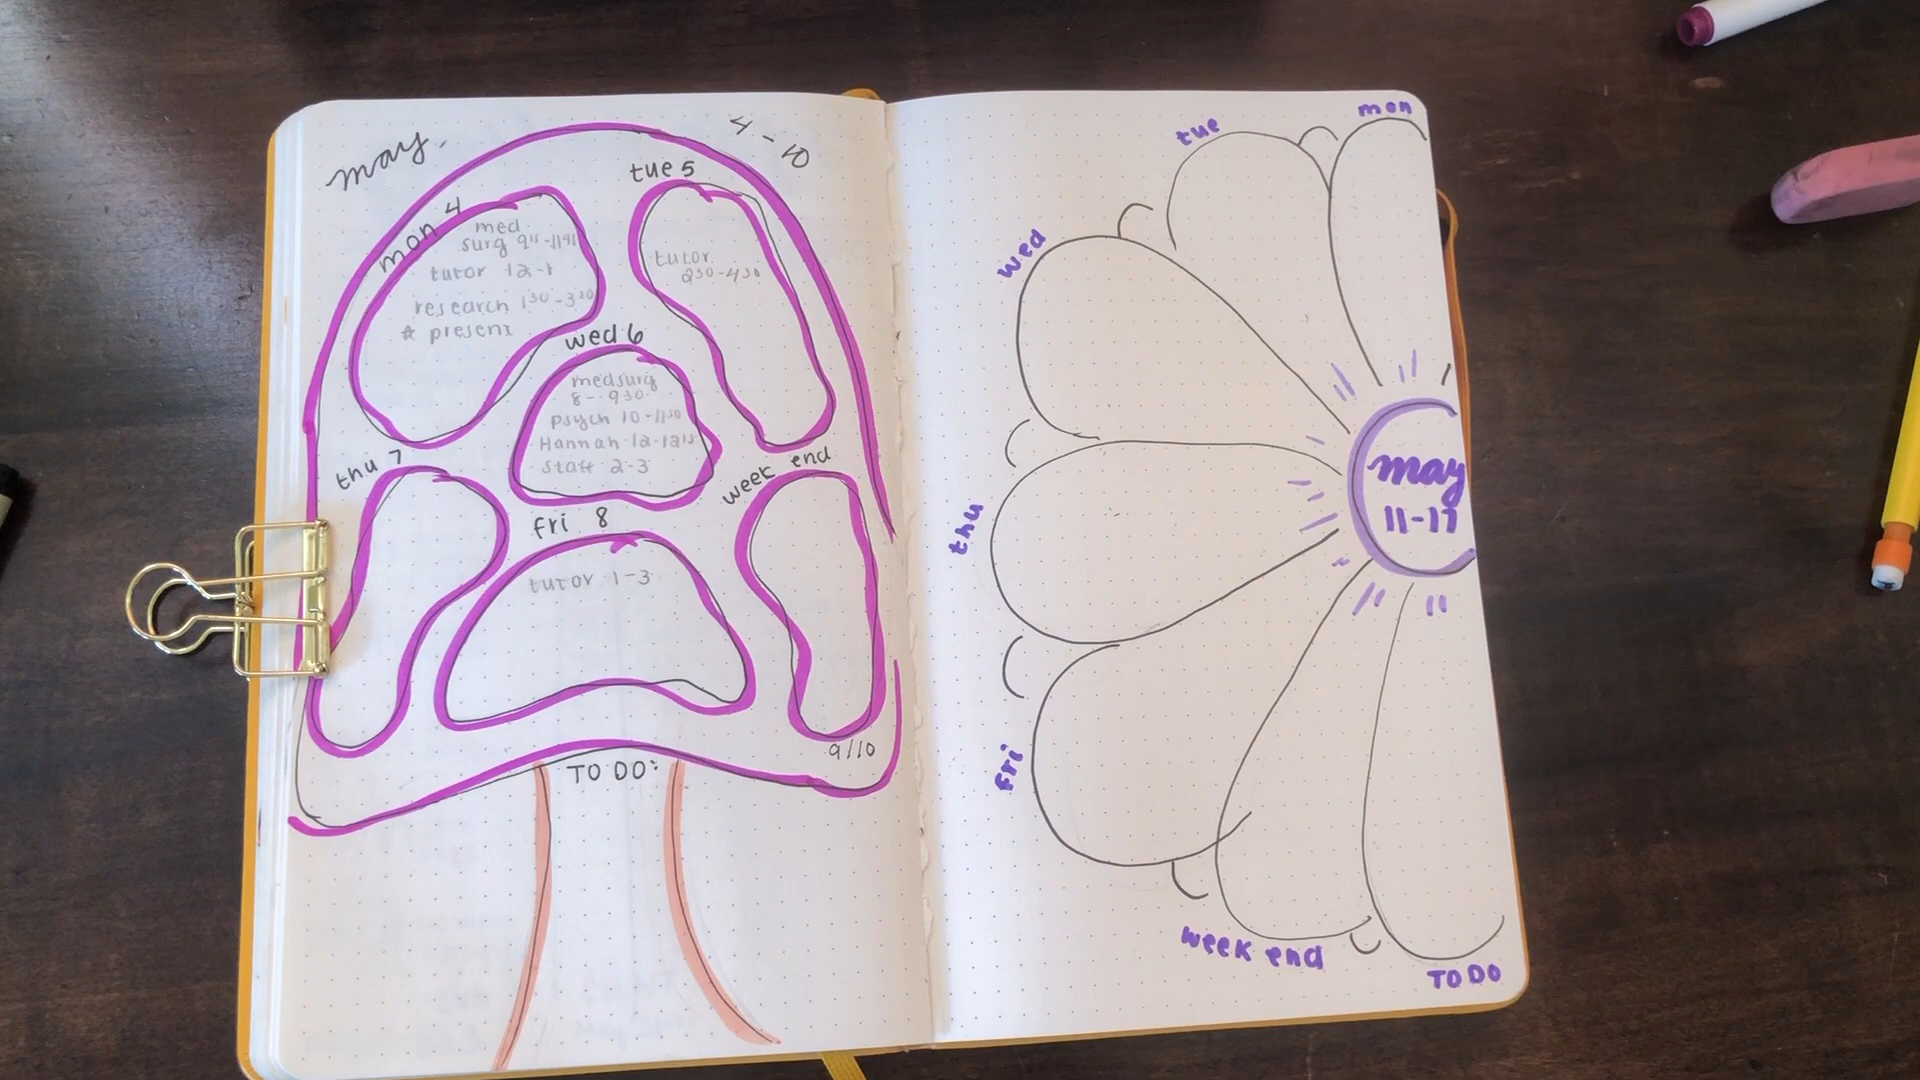 may.
4-10
mon 4
med
surg 9¹⁵-11⁴⁵
tutor 12-1
research 1³⁰-3²⁰
* present
tue 5
tutor
2³⁰-4³⁰
wed 6
medsurg
8-930
psych 10-11³⁰
Hannah 12-12¹⁵
staff 2-3
thu 7
fri 8
tutor 1-3
week end
9/10
TO DO:
mon
tue
wed
thu
fri
week end
TO DO
may
11-17